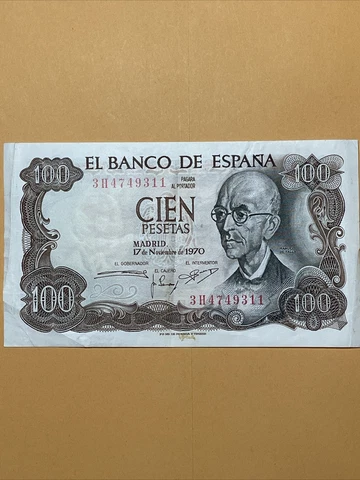 100
100
EL BANCO DE ESPAÑA
3H4749311
PAGARA
AL PORTADOR
CIEN
PESETAS
MADRID,
17 de Noviembre de 1970
EL GOBERNADOR
EL CAJERO
EL INTERVENTOR
3H4749311
100
100